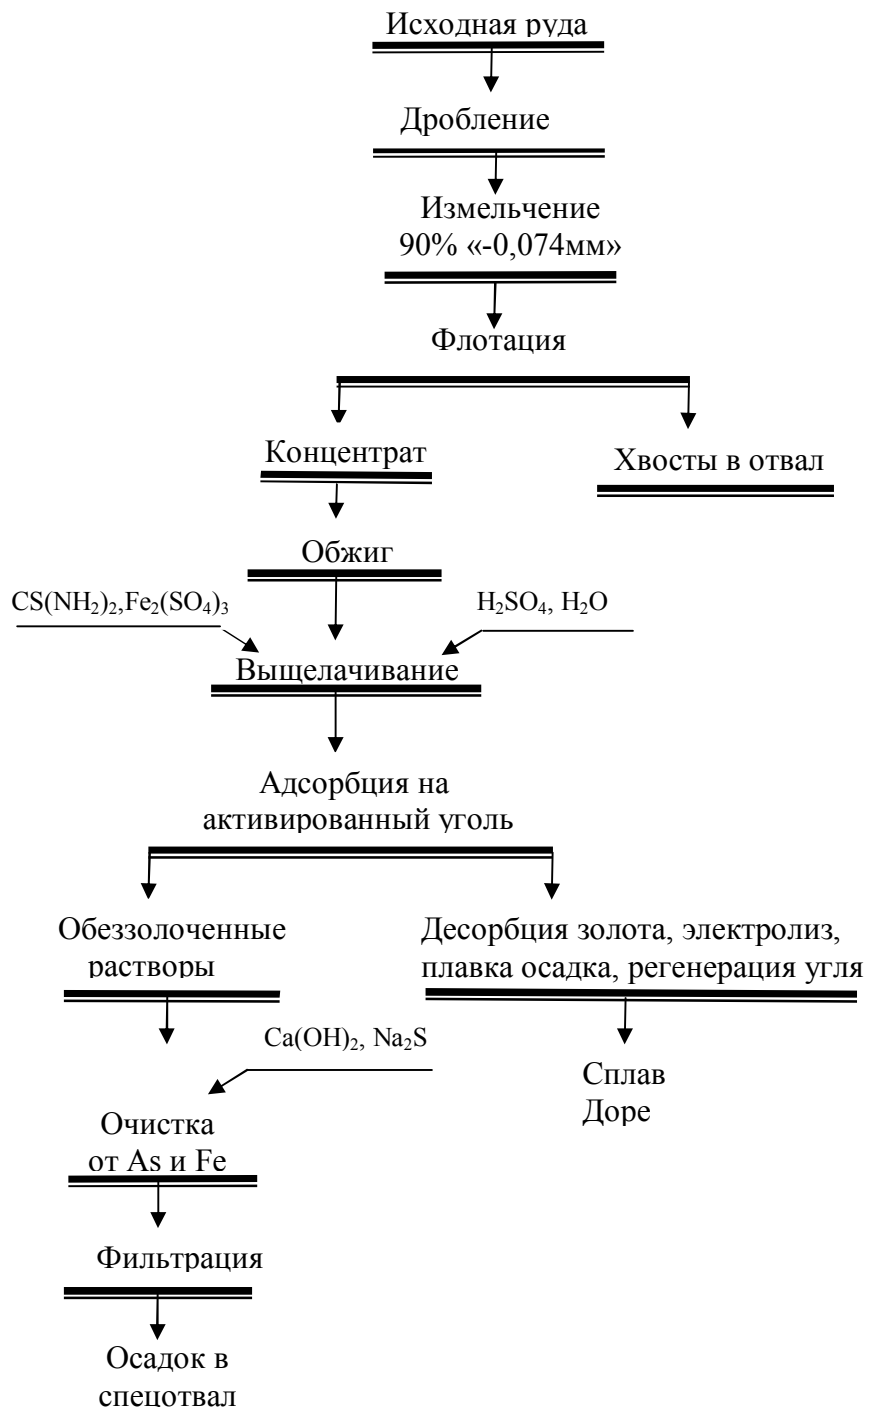 Исходная руда
Дробление
Измельчение
90% «-0,074мм»
Флотация
Концентрат
Хвосты в отвал
Обжиг
CS(NH₂)₂,Fe₂(SO₄)₃
H₂SO₄, H₂O
Выщелачивание
Адсорбция на
активированный уголь
Обеззолоченные
растворы
Десорбция золота, электролиз,
плавка осадка, регенерация угля
Ca(OH)₂, Na₂S
Сплав
Доре
Очистка
от As и Fe
Фильтрация
Осадок в
спецотвал